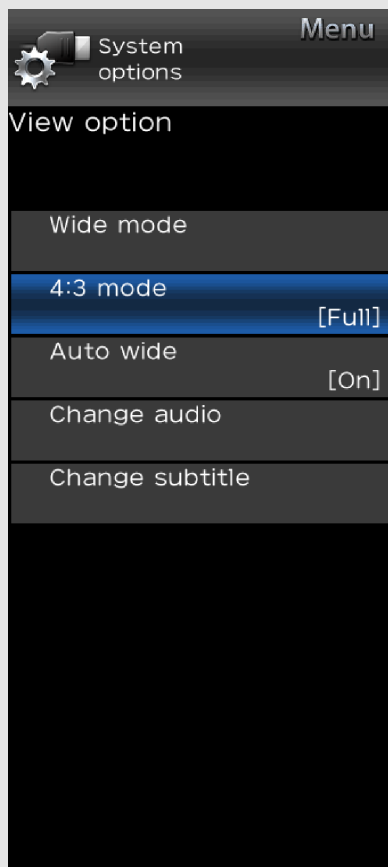 Menu
System
options
View option
Wide mode
4:3 mode
[Full]
Auto wide
[On]
Change audio
Change subtitle